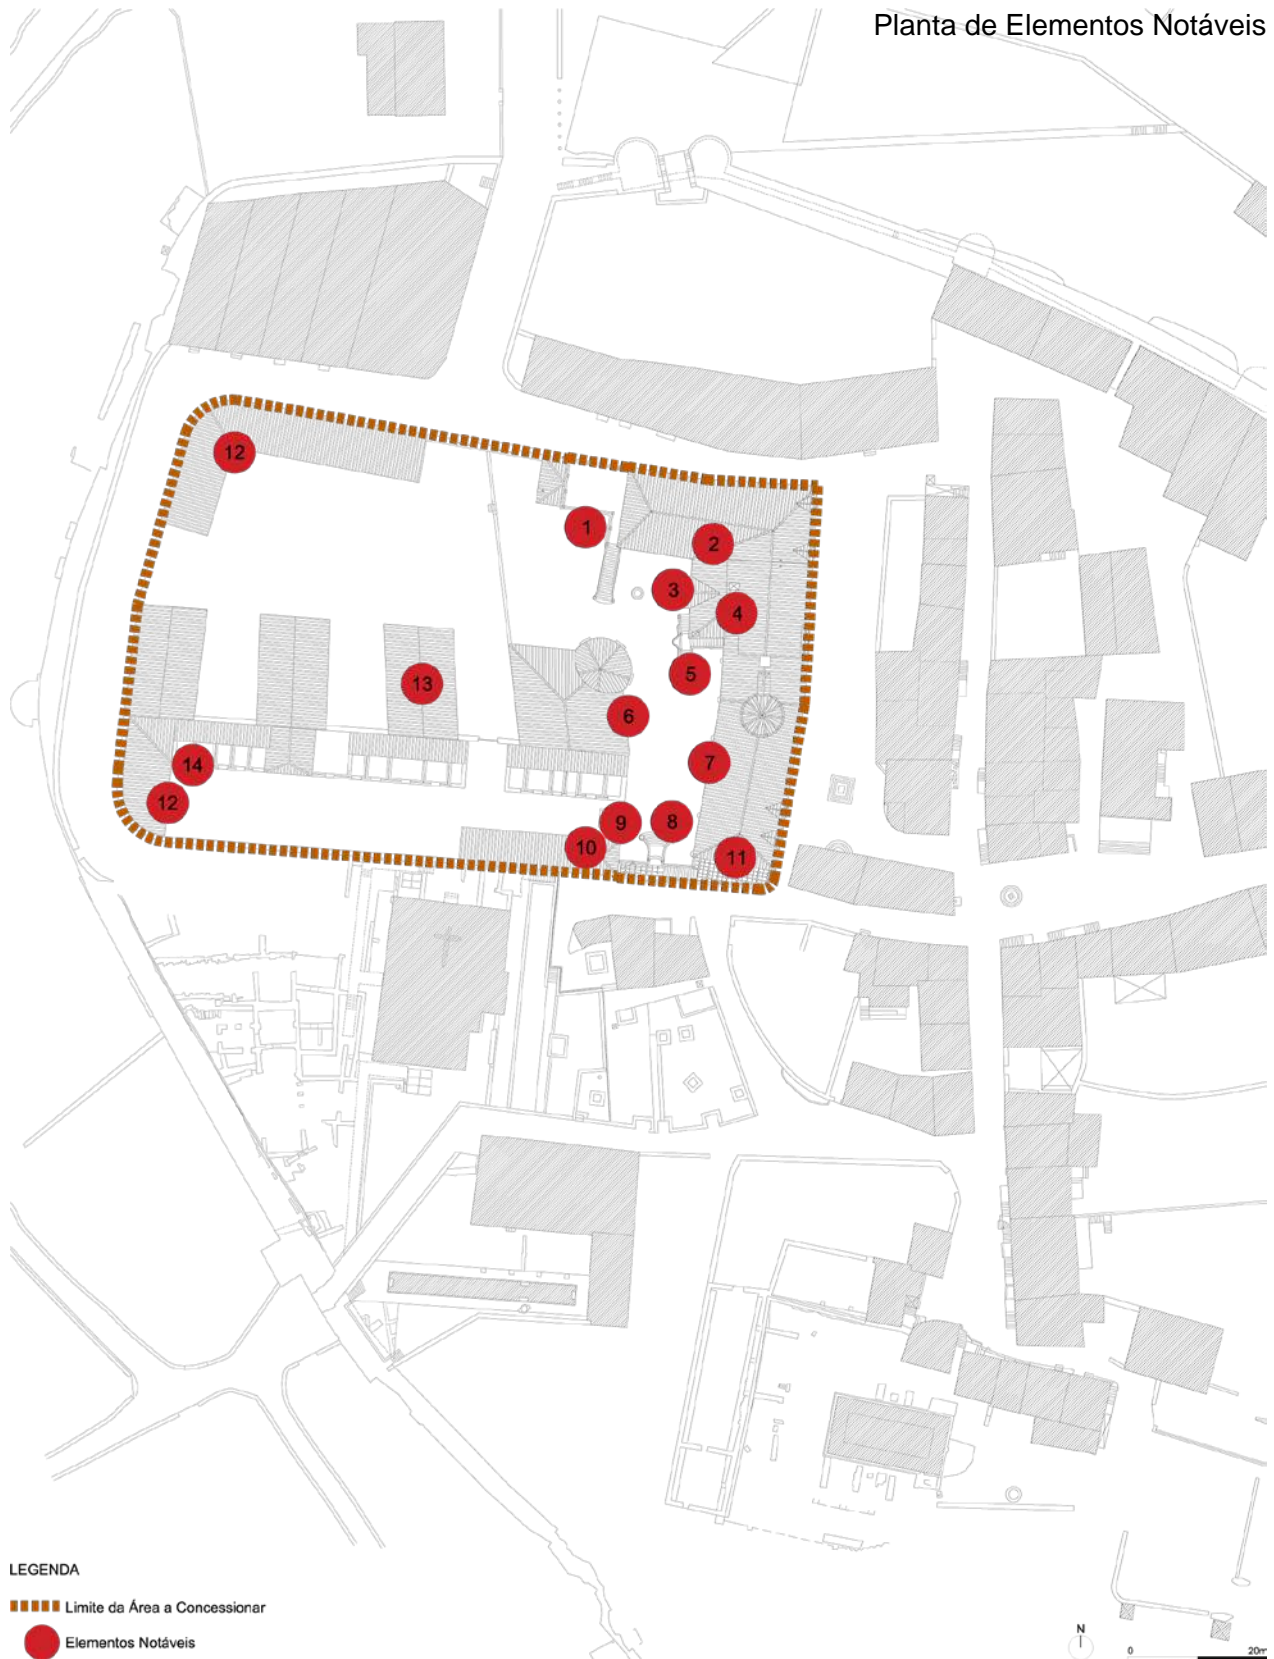 Planta de Elementos Notáveis
12
1
2
3
4
5
13
6
14
7
12
9
8
10
11
LEGENDA
Limite da Área a Concessionar
Elementos Notáveis
N
0 20m